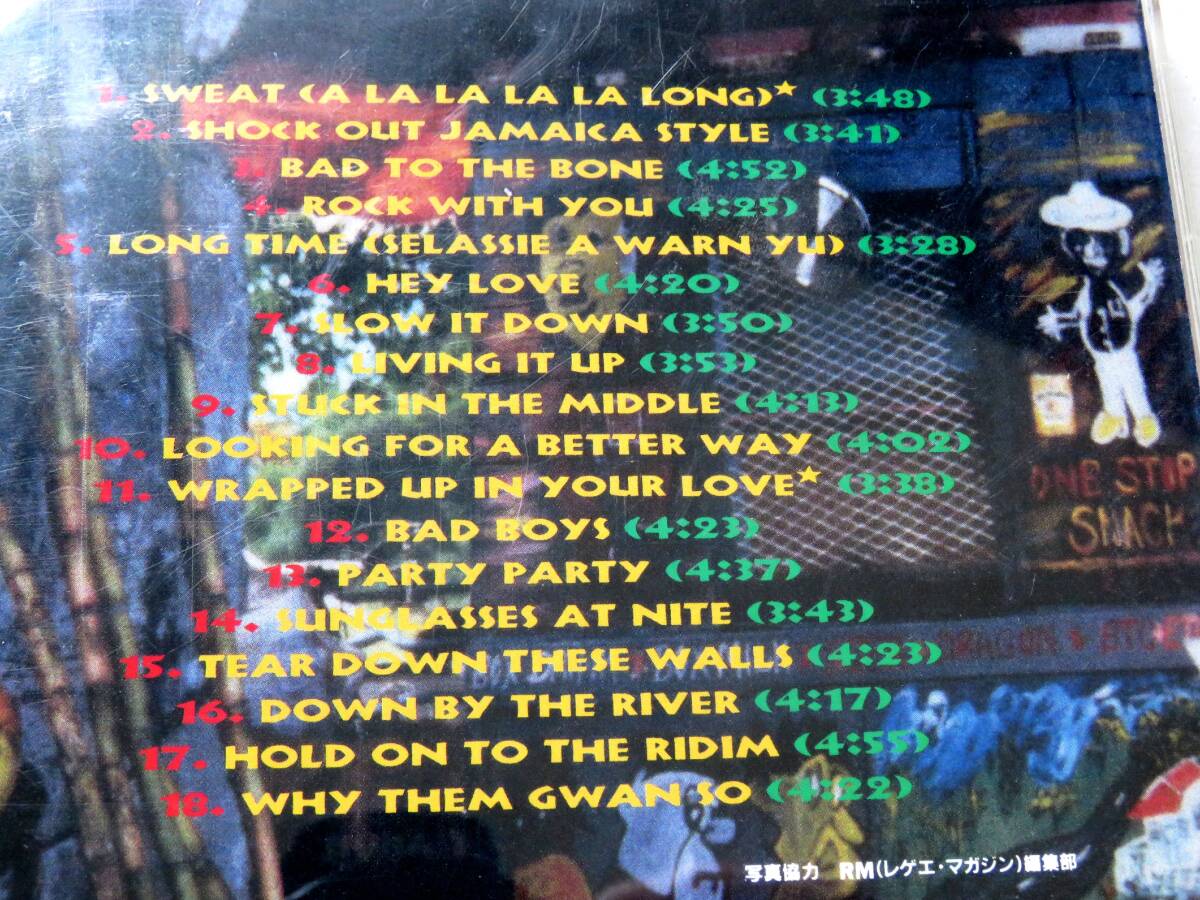 1. SWEAT (A LA LA LA LA LONG)★ (3:48)
2. SHOCK OUT JAMAICA STYLE (3:41)
3. BAD TO THE BONE (4:52)
4. ROCK WITH YOU (4:25)
5. LONG TIME (SELASSIE A WARN YU) (3:28)
6. HEY LOVE (4:20)
7. SLOW IT DOWN (3:50)
8. LIVING IT UP (3:53)
9. STUCK IN THE MIDDLE (4:13)
10. LOOKING FOR A BETTER WAY (4:02)
11. WRAPPED UP IN YOUR LOVE★ (3:38)
12. BAD BOYS (4:23)
13. PARTY PARTY (4:37)
14. SUNGLASSES AT NITE (3:43)
15. TEAR DOWN THESE WALLS (4:23)
16. DOWN BY THE RIVER (4:17)
17. HOLD ON TO THE RIDIM (4:55)
18. WHY THEM GWAN SO (4:22)
ONE STOP
SNACK
写真協力 RM(レゲエ・マガジン)編集部